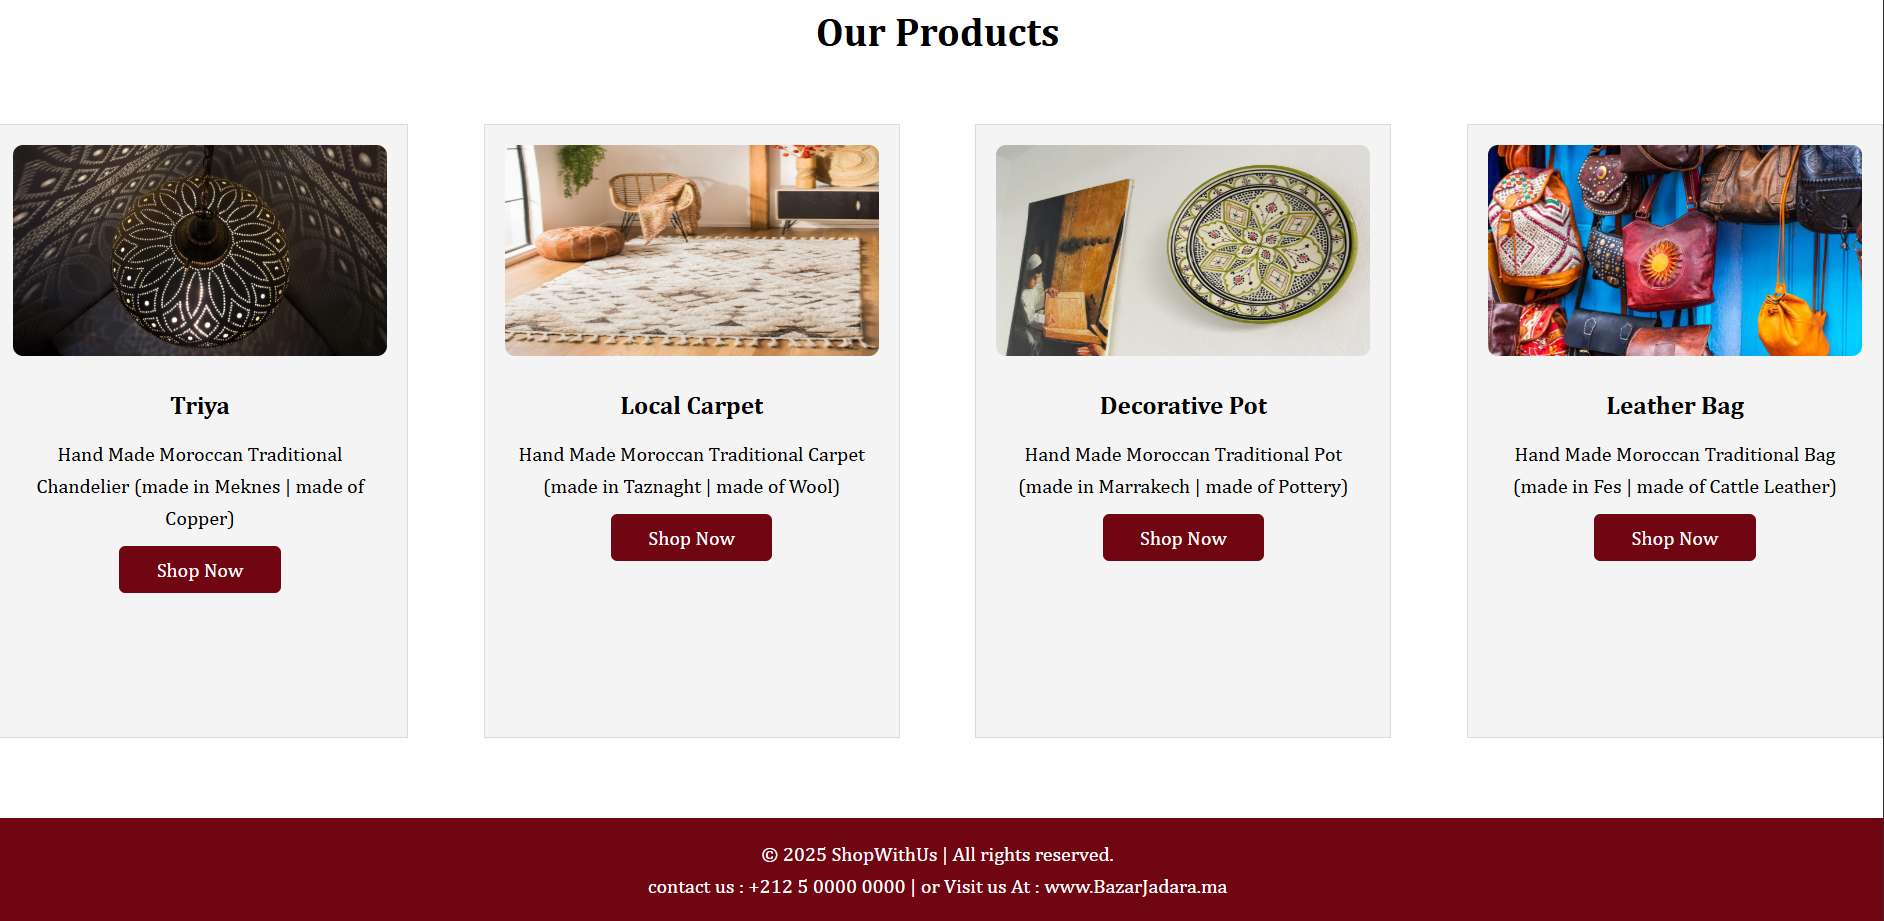 Our Products
Triya
Hand Made Moroccan Traditional
Chandelier (made in Meknes | made of
Copper)
Shop Now
Local Carpet
Hand Made Moroccan Traditional Carpet
(made in Taznaght | made of Wool)
Shop Now
Decorative Pot
Hand Made Moroccan Traditional Pot
(made in Marrakech | made of Pottery)
Shop Now
Leather Bag
Hand Made Moroccan Traditional Bag
(made in Fes | made of Cattle Leather)
Shop Now
© 2025 ShopWithUs | All rights reserved.
contact us : +212 5 0000 0000 | or Visit us At : www.BazarJadara.ma